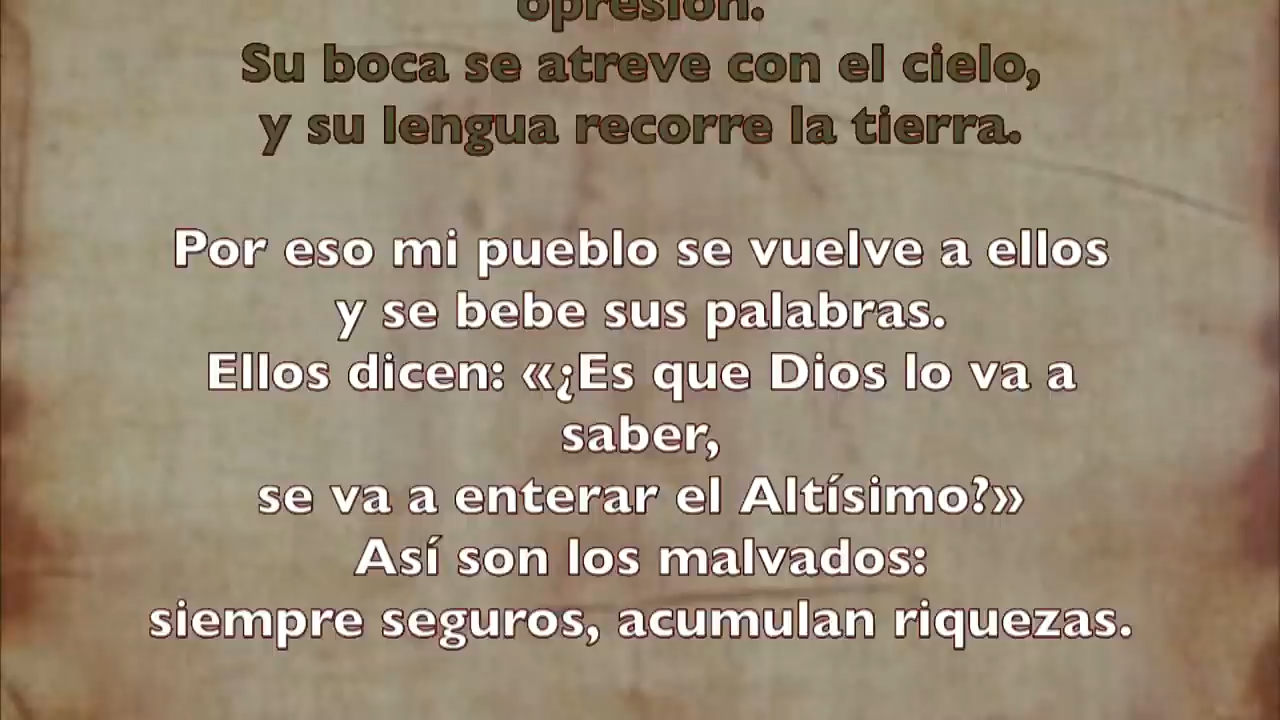 opresión.
Su boca se atreve con el cielo,
y su lengua recorre la tierra.
Por eso mi pueblo se vuelve a ellos
y se bebe sus palabras.
Ellos dicen: «¿Es que Dios lo va a
saber,
se va a enterar el Altísimo?»
Así son los malvados:
siempre seguros, acumulan riquezas.